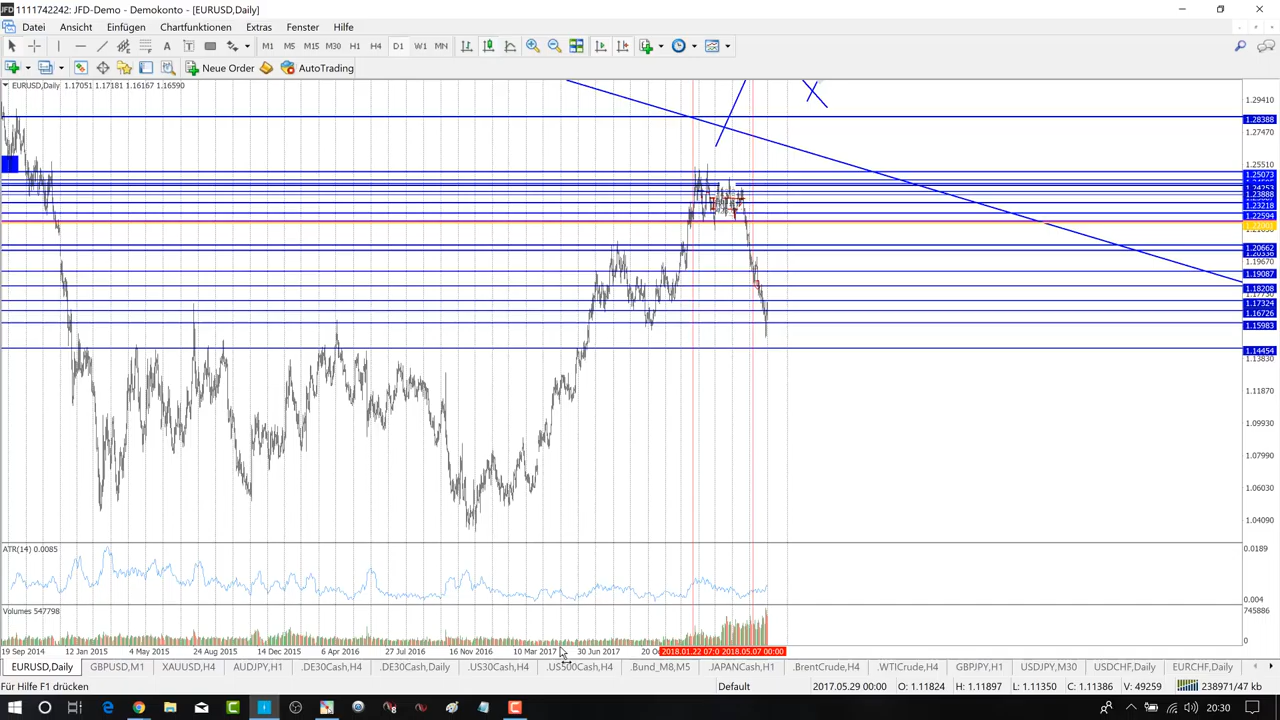 1111742242: JFD-Demo - Demokonto - [EURUSD,Daily]
Datei Ansicht Einfügen Chartfunktionen Extras Fenster Hilfe
M1 M5 M15 M30 H1 H4 D1 W1 MN
Neue Order AutoTrading
EURUSD,Daily 1.17051 1.17181 1.16167 1.16590
1.29410
1.28388
1.27470
1.25510
1.25073
1.24253
1.23888
1.23218
1.22594
1.20662
1.19670
1.19087
1.18208
1.17324
1.16726
1.15983
1.14454
1.13830
1.11870
1.09930
1.07990
1.06030
1.04090
ATR(14) 0.0085
0.0189
0.004
Volumes 547798
745886
0
19 Sep 2014 12 Jan 2015 4 May 2015 24 Aug 2015 14 Dec 2015 6 Apr 2016 27 Jul 2016 16 Nov 2016 10 Mar 2017 30 Jun 2017 2018.01.22 07:0 2018.05.07 00:00
EURUSD,Daily GBPUSD,M1 XAUUSD,H4 AUDJPY,H1 .DE30Cash,H4 .DE30Cash,Daily .US30Cash,H4 .US500Cash,H4 .Bund_M8,M5 .JAPANCash,H1 .BrentCrude,H4 .WTICrude,H4 GBPJPY,H1 USDJPY,M30 USDCHF,Daily EURCHF,Daily
Für Hilfe F1 drücken Default 2017.05.29 00:00 O: 1.11824 H: 1.11897 L: 1.11350 C: 1.11386 V: 49259 238971/47 kb
20:30